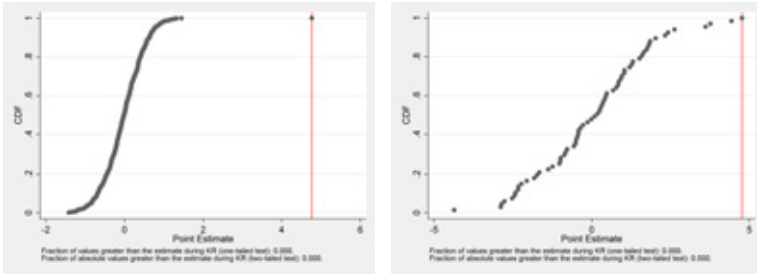 CDF
0 .2 .4 .6 .8 1
-2 0 2 4 6
Point Estimate
Fraction of values greater than the estimate during KR (one-tailed test): 0.000.
Fraction of absolute values greater than the estimate during KR (two-tailed test): 0.000.
CDF
0 .2 .4 .6 .8 1
-5 0 5
Point Estimate
Fraction of values greater than the estimate during KR (one-tailed test): 0.000.
Fraction of absolute values greater than the estimate during KR (two-tailed test): 0.000.